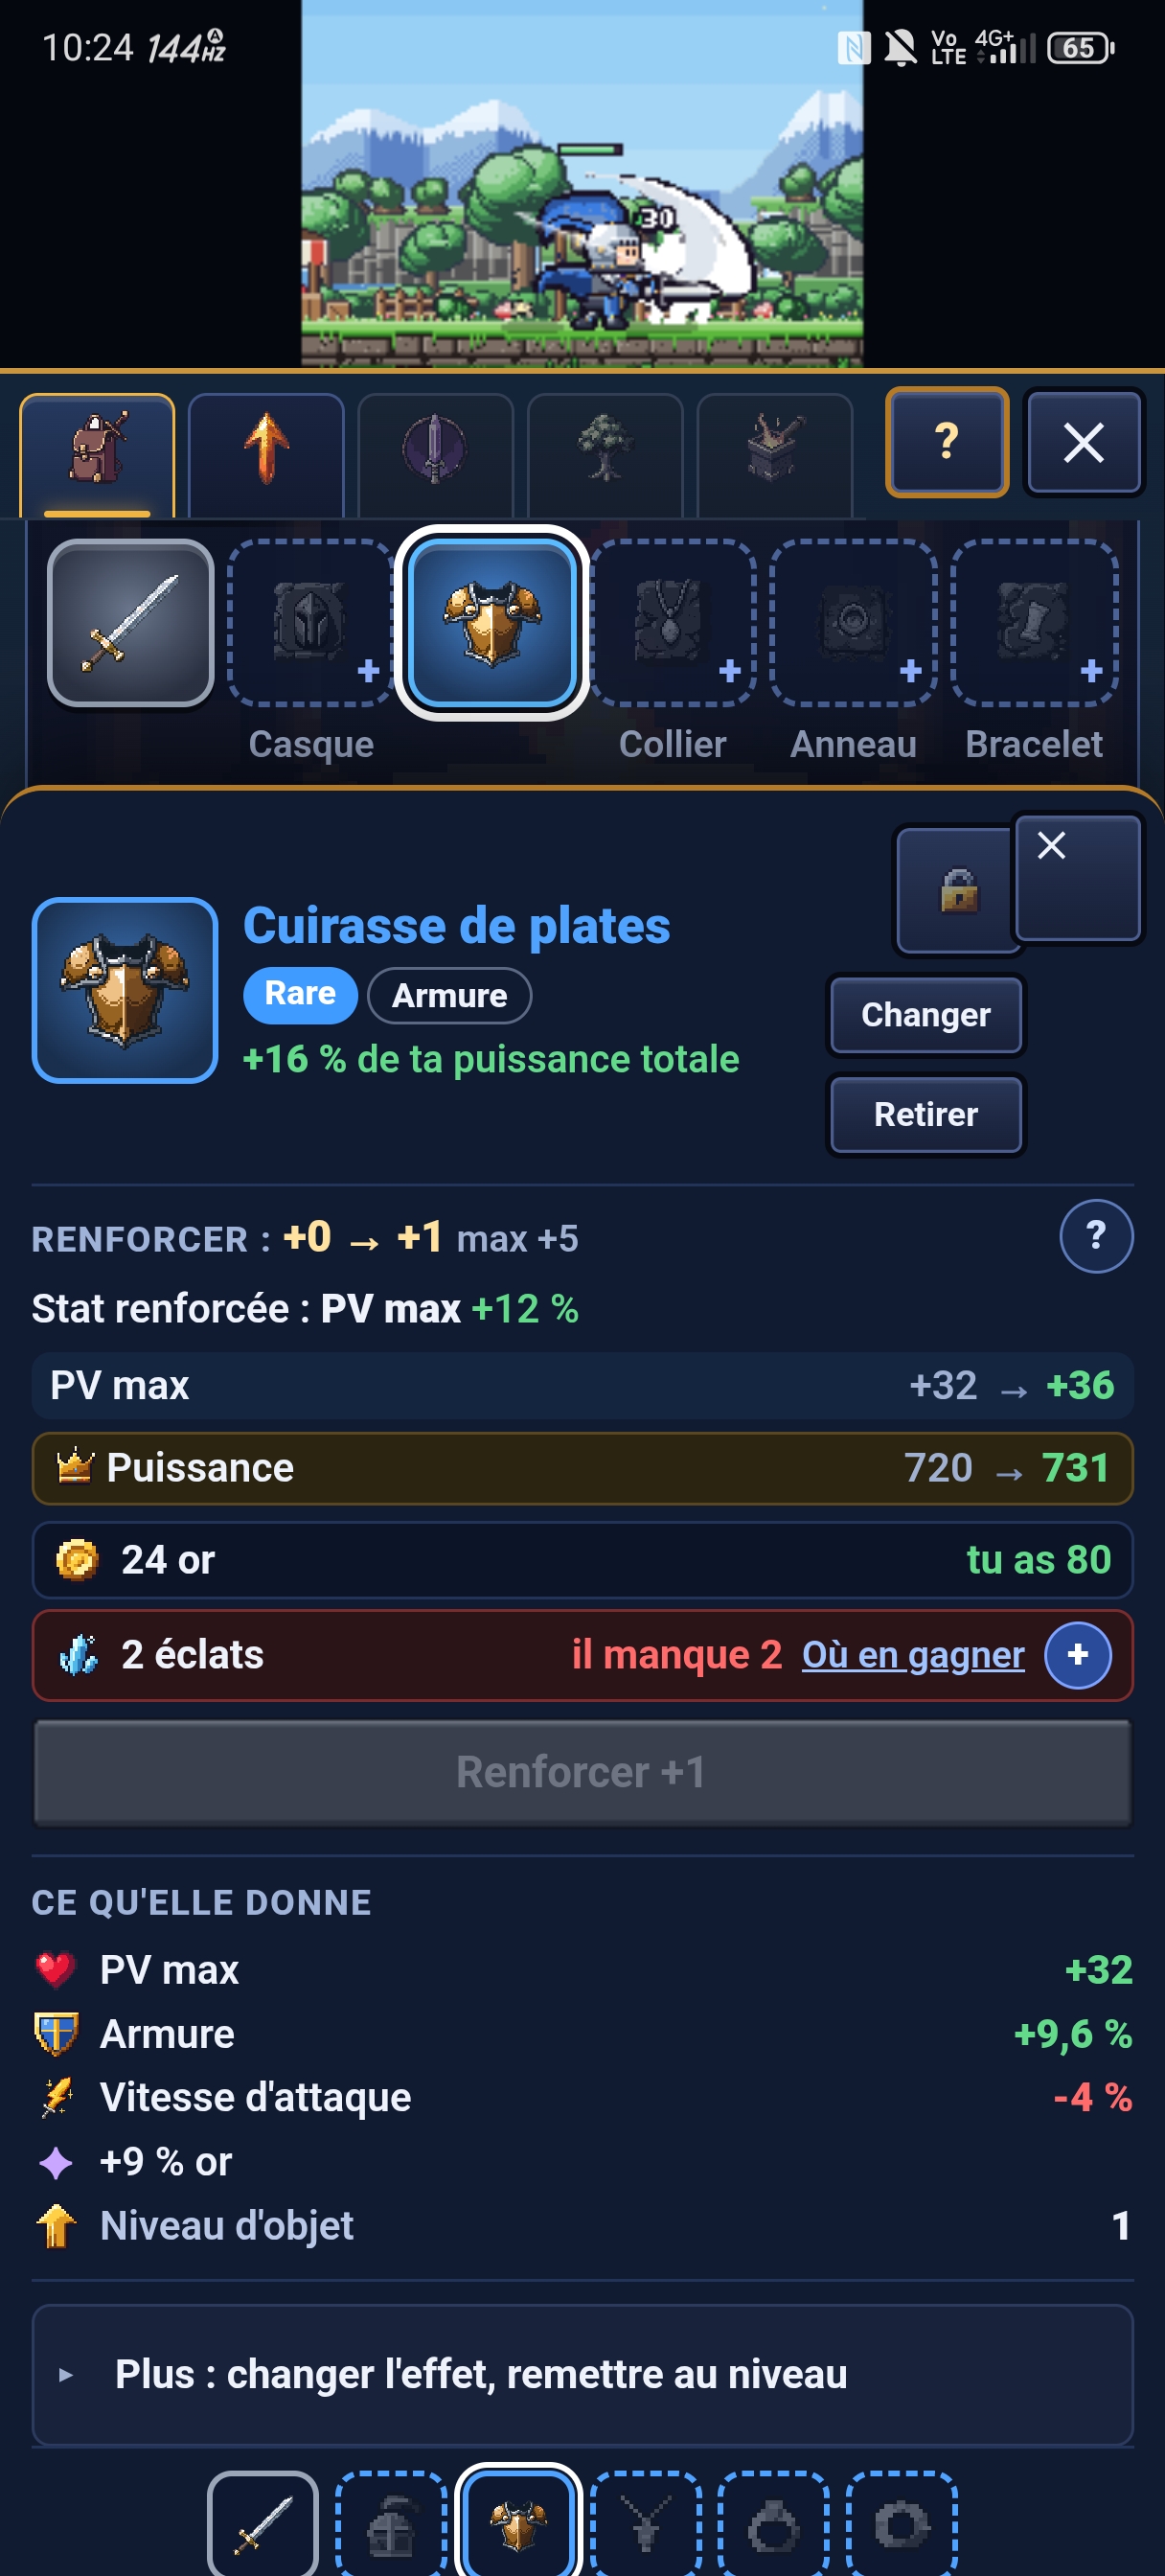 10:24 144HZ A Vo LTE 4G+ 65
30
?
Casque
Collier
Anneau
Bracelet
Cuirasse de plates
Rare
Armure
+16 % de ta puissance totale
Changer
Retirer
RENFORCER : +0 → +1 max +5
?
Stat renforcée : PV max +12 %
PV max +32 → +36
Puissance 720 → 731
24 or tu as 80
2 éclats il manque 2 Où en gagner +
Renforcer +1
CE QU'ELLE DONNE
PV max +32
Armure +9,6 %
Vitesse d'attaque -4 %
+9 % or
Niveau d'objet 1
Plus : changer l'effet, remettre au niveau